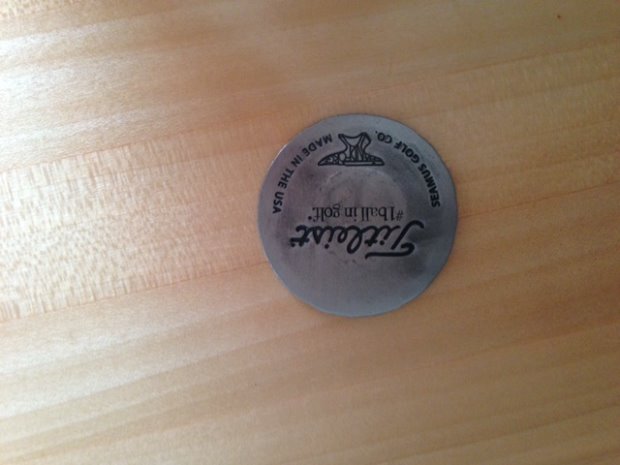 Titleist.
#1 ball in golf.®
SEAMUS GOLF CO.
MADE IN THE USA